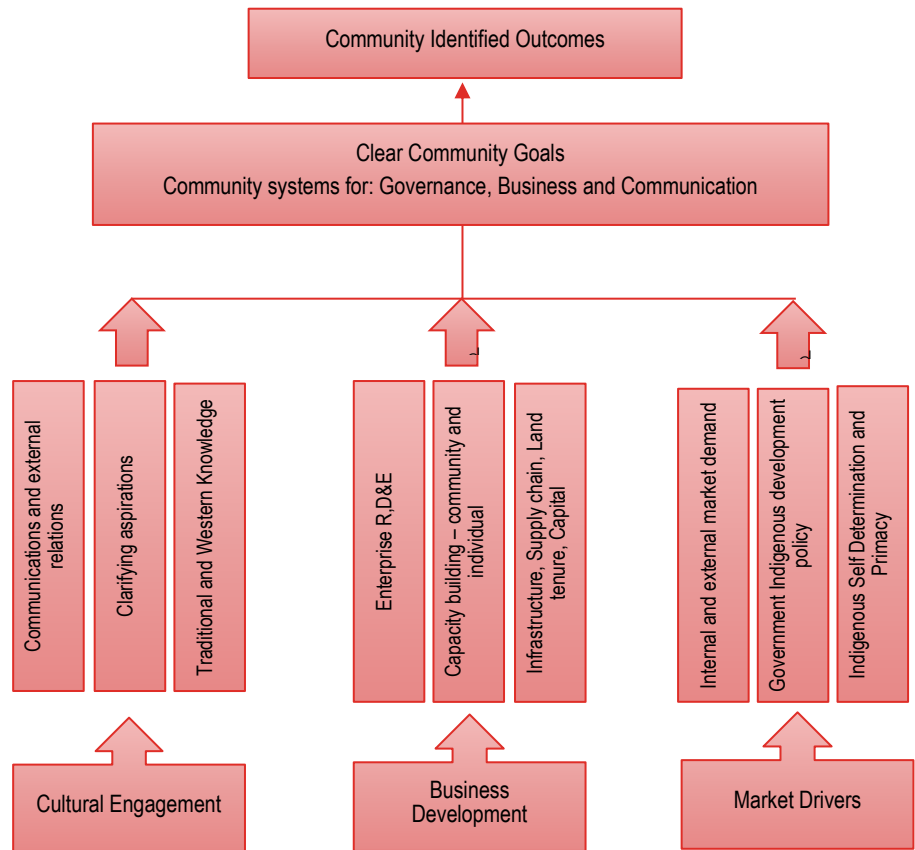 Community Identified Outcomes
Clear Community Goals
Community systems for: Governance, Business and Communication
Communications and external
relations
Clarifying aspirations
Traditional and Western Knowledge
Enterprise R,D&E
Capacity building – community and
individual
Infrastructure, Supply chain, Land
tenure, Capital
Internal and external market demand
Government Indigenous development
policy
Indigenous Self Determination and
Primacy
Cultural Engagement
Business
Development
Market Drivers